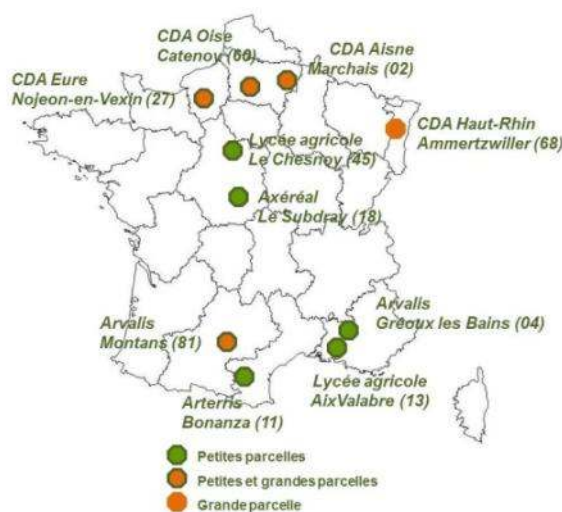 CDA Oise
Catenoy (60)
CDA Aisne
Marchais (02)
CDA Eure
Nojeon-en-Vexin (27)
CDA Haut-Rhin
Ammertzwiller (68)
Lycée agricole
Le Chesnoy (45)
Axéréal
Le Subdray (18)
Arvalis
Gréoux les Bains (04)
Arvalis
Montans (81)
Lycée agricole
AixValabre (13)
Arterris
Bonanza (11)
Petites parcelles
Petites et grandes parcelles
Grande parcelle